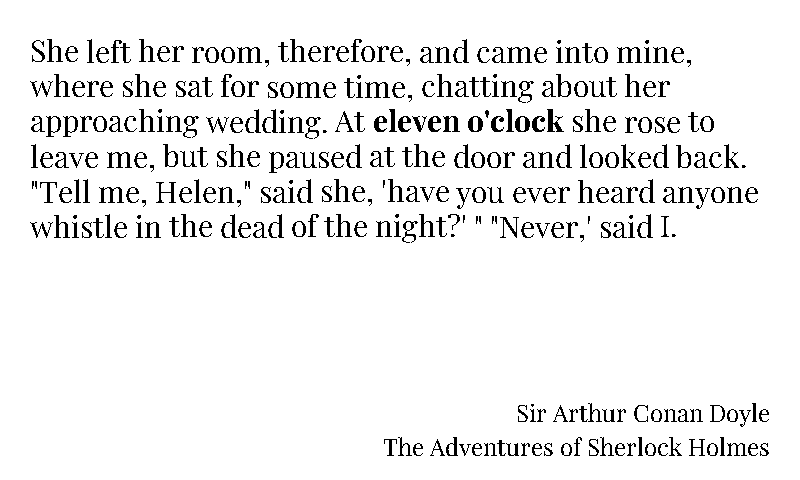 She left her room, therefore, and came into mine,
where she sat for some time, chatting about her
approaching wedding. At eleven o'clock she rose to
leave me, but she paused at the door and looked back.
"Tell me, Helen," said she, 'have you ever heard anyone
whistle in the dead of the night?' " "Never,' said I.
Sir Arthur Conan Doyle
The Adventures of Sherlock Holmes